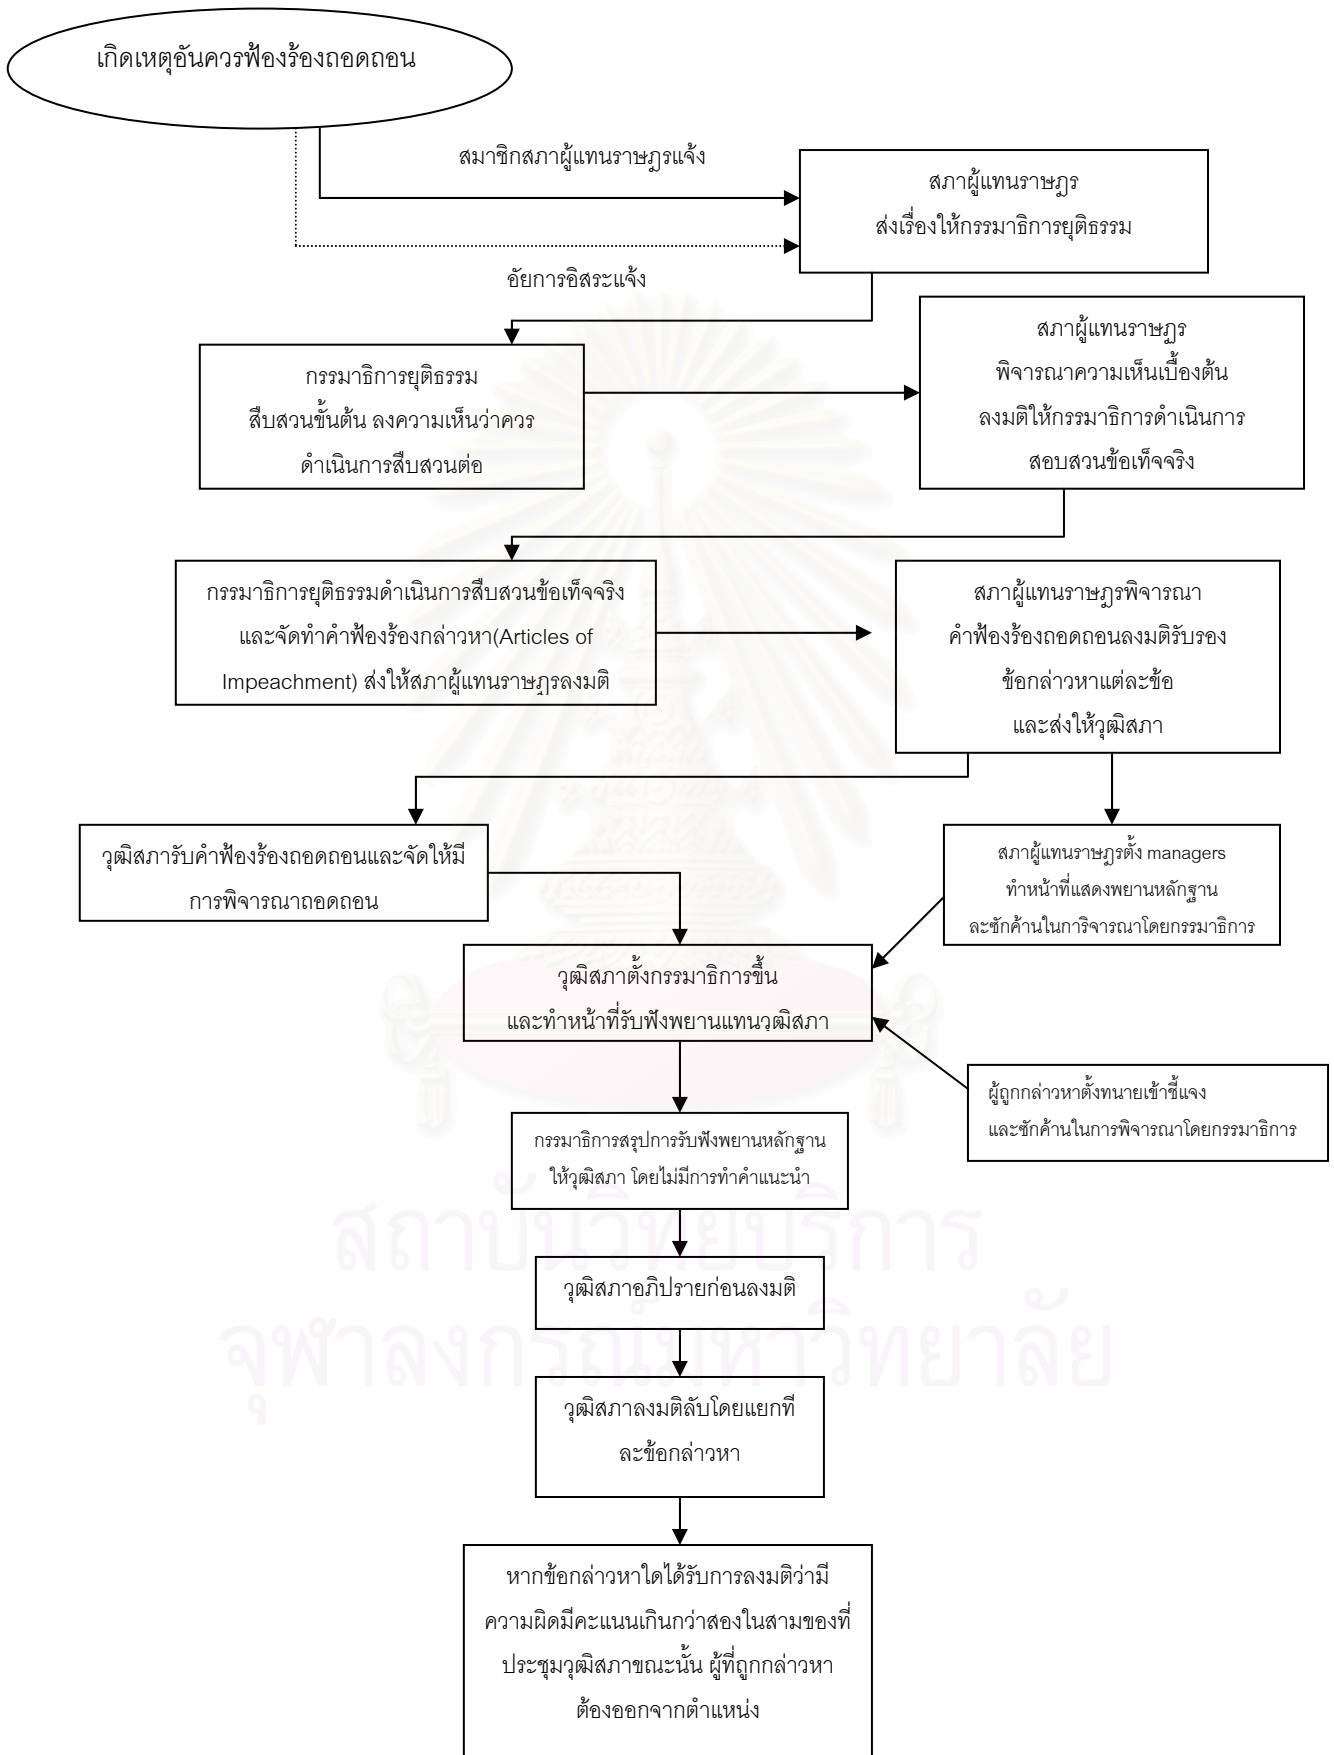 เกิดเหตุอันควรฟ้องร้องถอดถอน
สมาชิกสภาผู้แทนราษฎรแจ้ง
สภาผู้แทนราษฎร
ส่งเรื่องให้กรรมาธิการยุติธรรม
อัยการอิสระแจ้ง
กรรมาธิการยุติธรรม
สืบสวนขั้นต้น ลงความเห็นว่าควร
ดำเนินการสืบสวนต่อ
สภาผู้แทนราษฎร
พิจารณาความเห็นเบื้องต้น
ลงมติให้กรรมาธิการดำเนินการ
สอบสวนข้อเท็จจริง
กรรมาธิการยุติธรรมดำเนินการสืบสวนข้อเท็จจริง
และจัดทำคำฟ้องร้องกล่าวหา(Articles of
Impeachment) ส่งให้สภาผู้แทนราษฎรลงมติ
สภาผู้แทนราษฎรพิจารณา
คำฟ้องร้องถอดถอนลงมติรับรอง
ข้อกล่าวหาแต่ละข้อ
และส่งให้วุฒิสภา
วุฒิสภารับคำฟ้องร้องถอดถอนและจัดให้มี
การพิจารณาถอดถอน
สภาผู้แทนราษฎรตั้ง managers
ทำหน้าที่แสดงพยานหลักฐาน
ละซักค้านในการิจารณาโดยกรรมาธิการ
วุฒิสภาตั้งกรรมาธิการขึ้น
และทำหน้าที่รับฟังพยานแทนวุฒิสภา
ผู้ถูกกล่าวหาตั้งทนายเข้าชี้แจง
และซักค้านในการพิจารณาโดยกรรมาธิการ
กรรมาธิการสรุปการรับฟังพยานหลักฐาน
ให้วุฒิสภา โดยไม่มีการทำคำแนะนำ
สถาบันวิทยบริการ
วุฒิสภาอภิปรายก่อนลงมติ
จุฬาลงกรณ์มหาวิทยาลัย
วุฒิสภาลงมติลับโดยแยกที
ละข้อกล่าวหา
หากข้อกล่าวหาใดได้รับการลงมติว่ามี
ความผิดมีคะแนนเกินกว่าสองในสามของที่
ประชุมวุฒิสภาขณะนั้น ผู้ที่ถูกกล่าวหา
ต้องออกจากตำแหน่ง